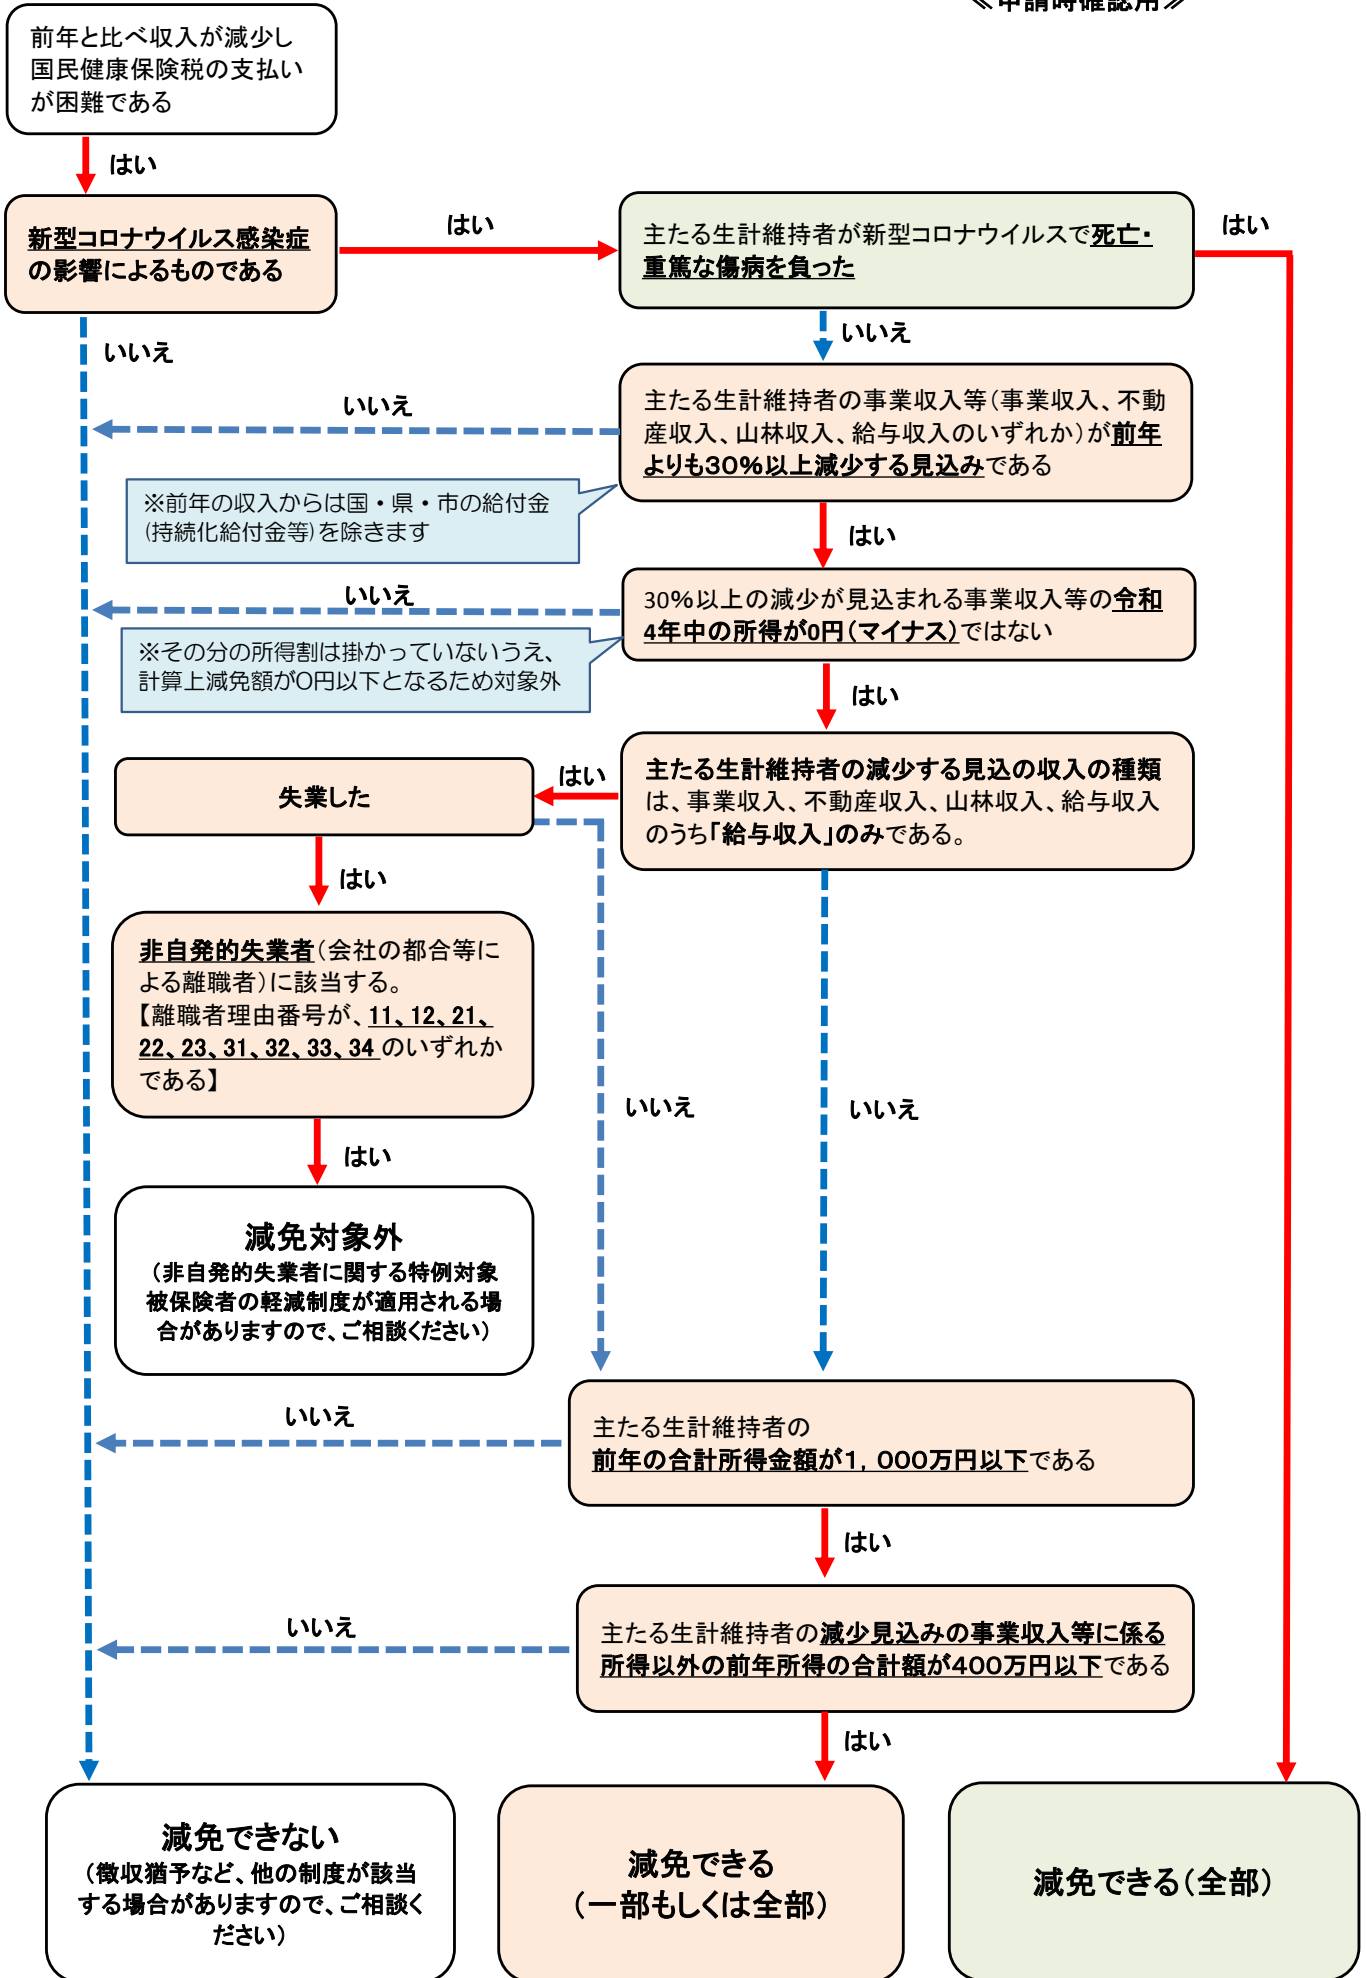 ≪申請時確認用≫
前年と比べ収入が減少し
国民健康保険税の支払い
が困難である
はい
新型コロナウイルス感染症
の影響によるものである
はい
主たる生計維持者が新型コロナウイルスで死亡・
重篤な傷病を負った
はい
いいえ
いいえ
主たる生計維持者の事業収入等(事業収入、不動
産収入、山林収入、給与収入のいずれか)が前年
よりも30%以上減少する見込みである
いいえ
※前年の収入からは国・県・市の給付金
(持続化給付金等)を除きます
はい
30%以上の減少が見込まれる事業収入等の令和
4年中の所得が0円(マイナス)ではない
いいえ
※その分の所得割は掛かっていないうえ、
計算上減免額が0円以下となるため対象外
はい
主たる生計維持者の減少する見込の収入の種類
は、事業収入、不動産収入、山林収入、給与収入
のうち「給与収入」のみである。
はい
失業した
はい
非自発的失業者(会社の都合等に
よる離職者)に該当する。
【離職者理由番号が、11、12、21、
22、23、31、32、33、34 のいずれか
である】
いいえ
いいえ
はい
減免対象外
(非自発的失業者に関する特例対象
被保険者の軽減制度が適用される場
合がありますので、ご相談ください)
主たる生計維持者の
前年の合計所得金額が1,000万円以下である
いいえ
はい
主たる生計維持者の減少見込みの事業収入等に係る
所得以外の前年所得の合計額が400万円以下である
いいえ
はい
減免できない
(徴収猶予など、他の制度が該当
する場合がありますので、ご相談く
ださい)
減免できる
(一部もしくは全部)
減免できる(全部)